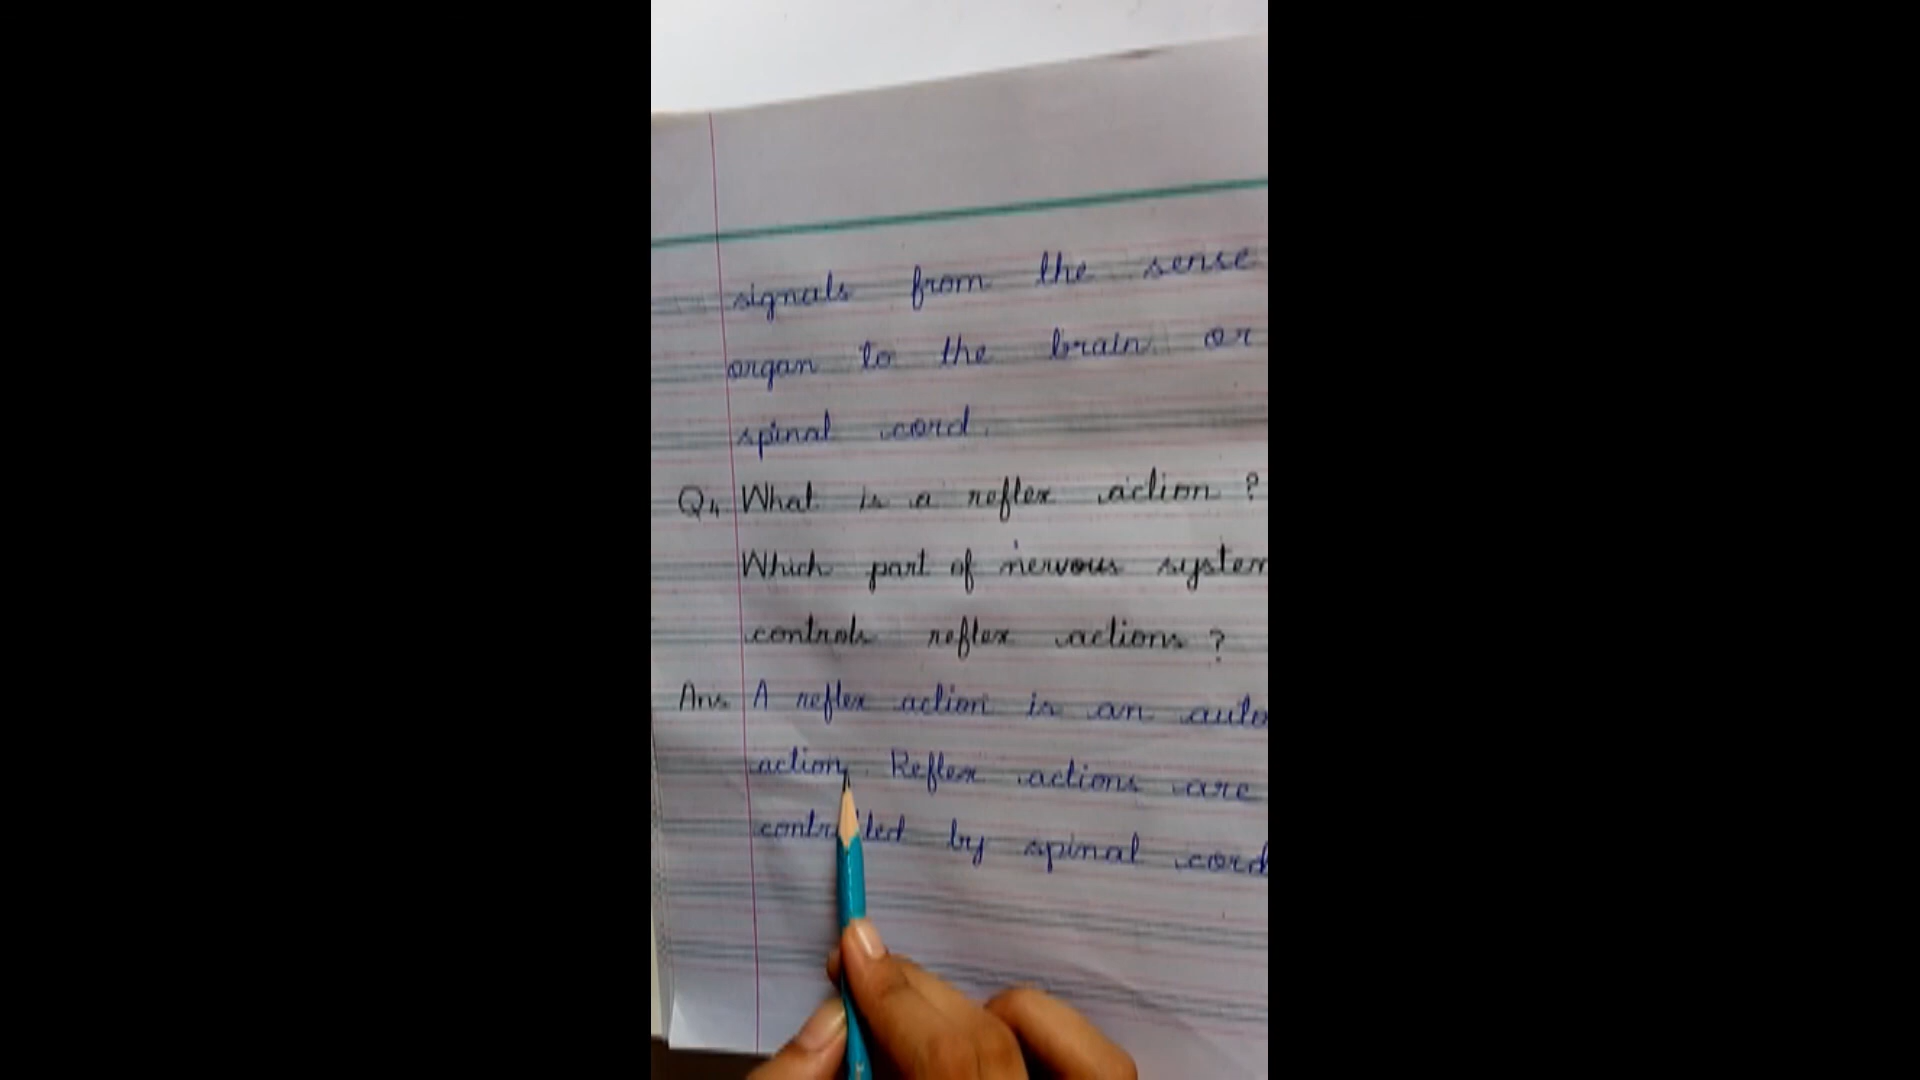 signals from the sense
organ to the brain or
spinal cord.
Q4 What is a reflex action ?
Which part of nervous system
controls reflex actions ?
Ans. A reflex action is an auto
action. Reflex actions are
controlled by spinal cord